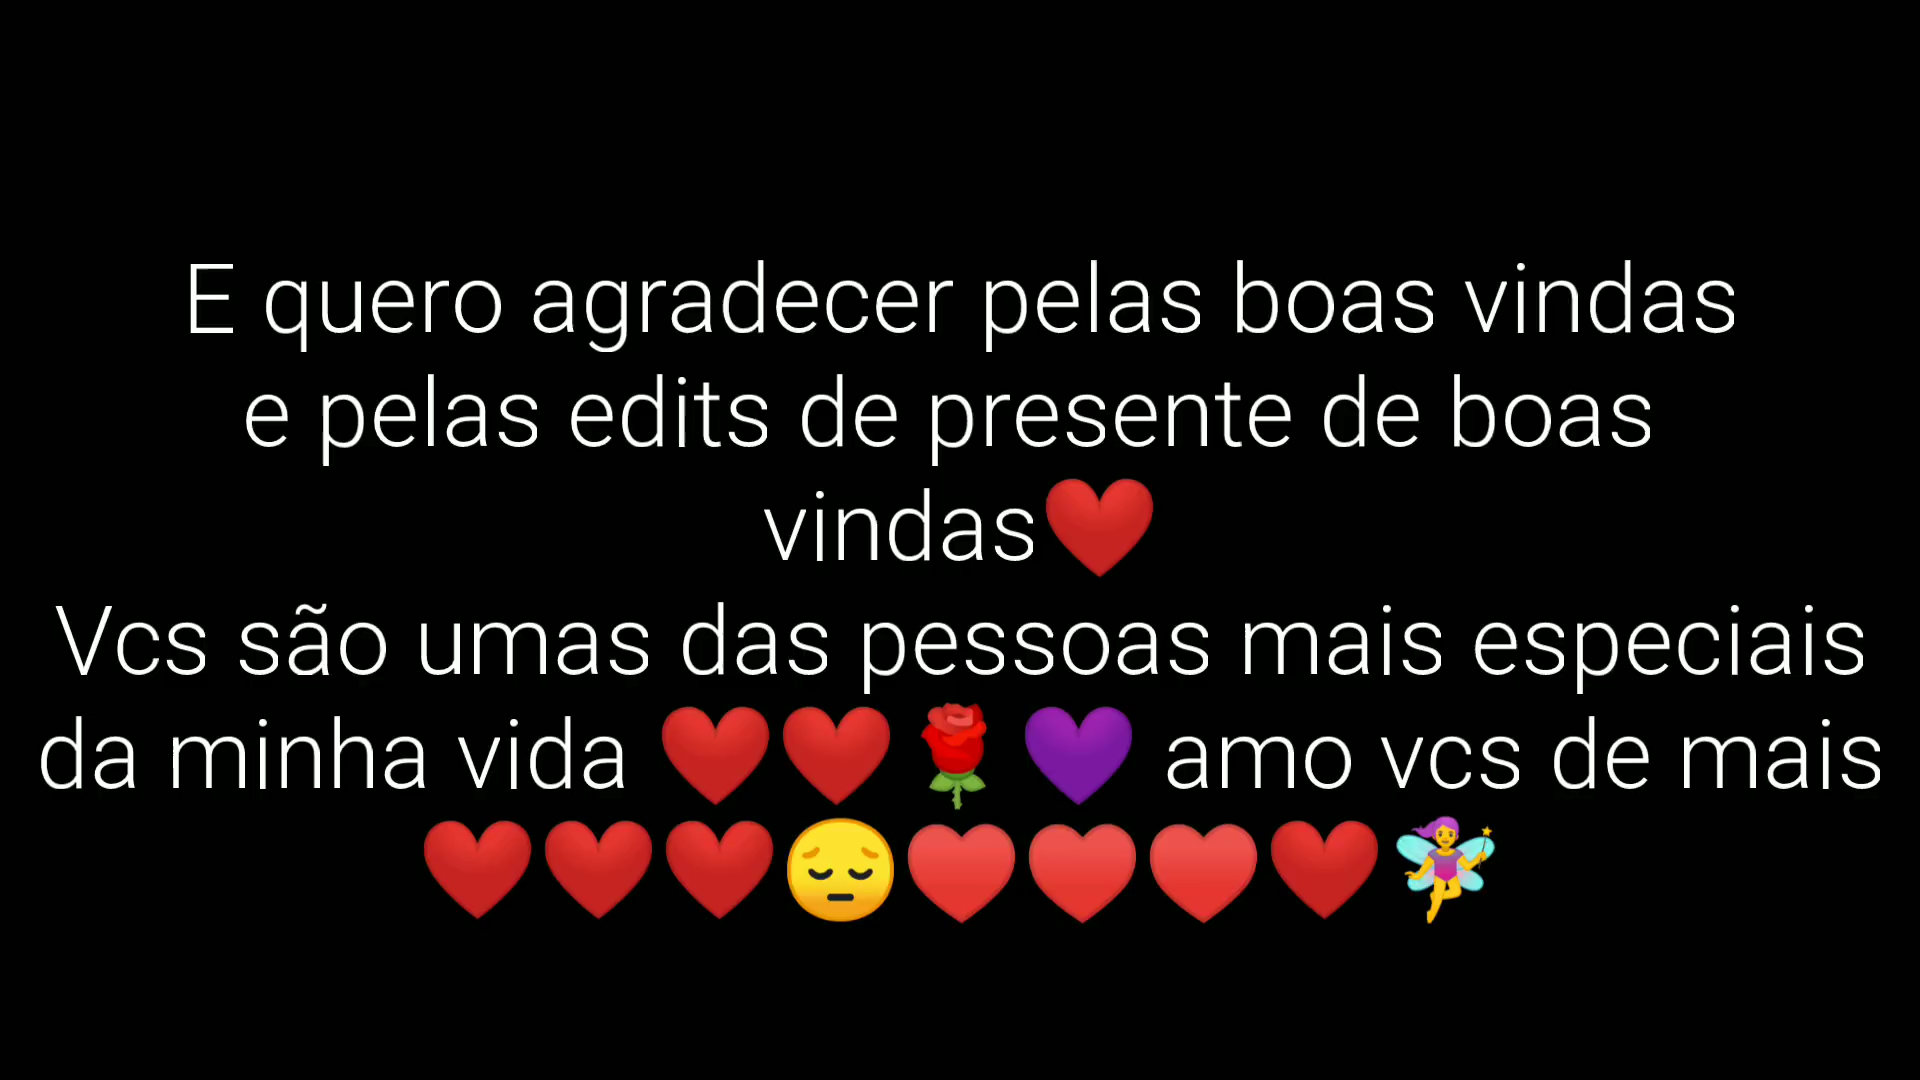 E quero agradecer pelas boas vindas
e pelas edits de presente de boas
vindas❤️
Vcs são umas das pessoas mais especiais
da minha vida ❤️❤️🌹💜 amo vcs de mais
❤️❤️❤️😔♥️♥️♥️❤️🧚‍♀️